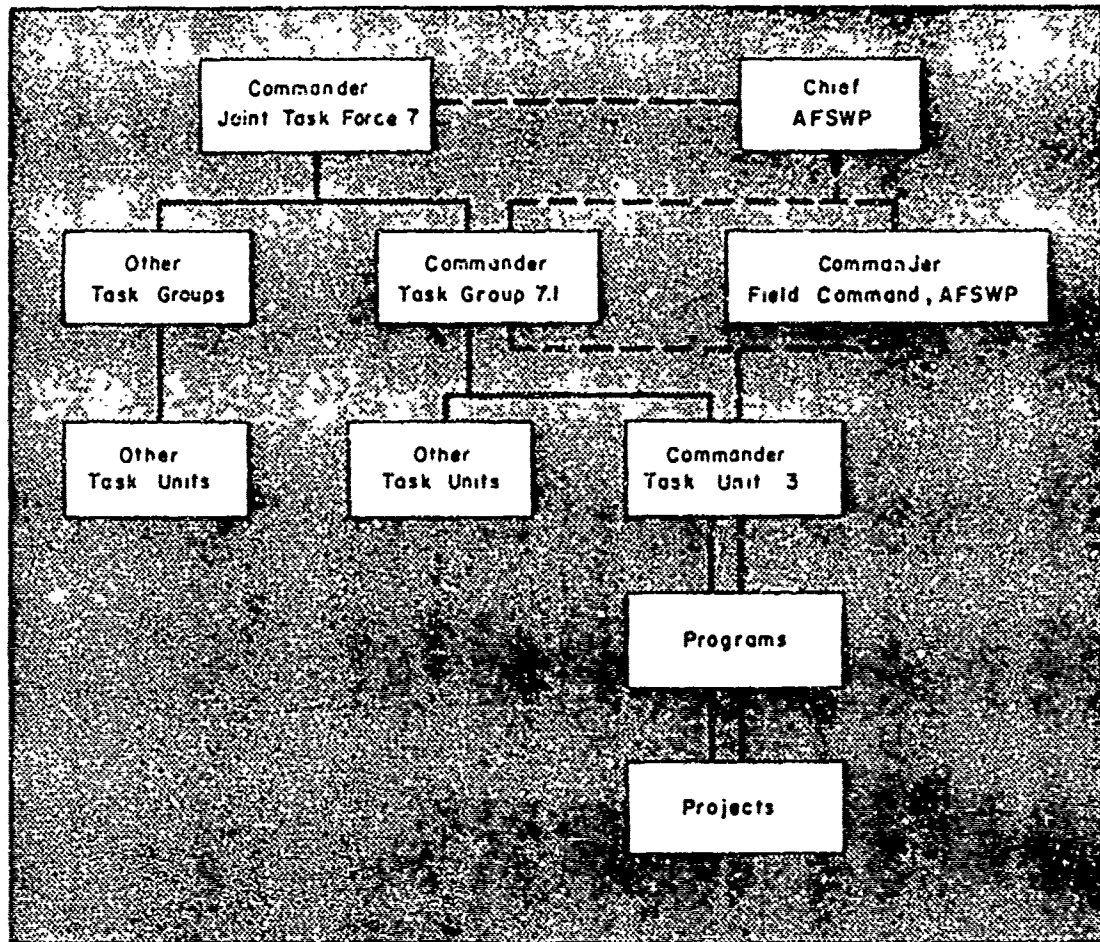 Commander
Joint Task Force 7
Chief
AFSWP
Other
Task Groups
Commander
Task Group 7.1
Commander
Field Command, AFSWP
Other
Task Units
Other
Task Units
Commander
Task Unit 3
Programs
Projects